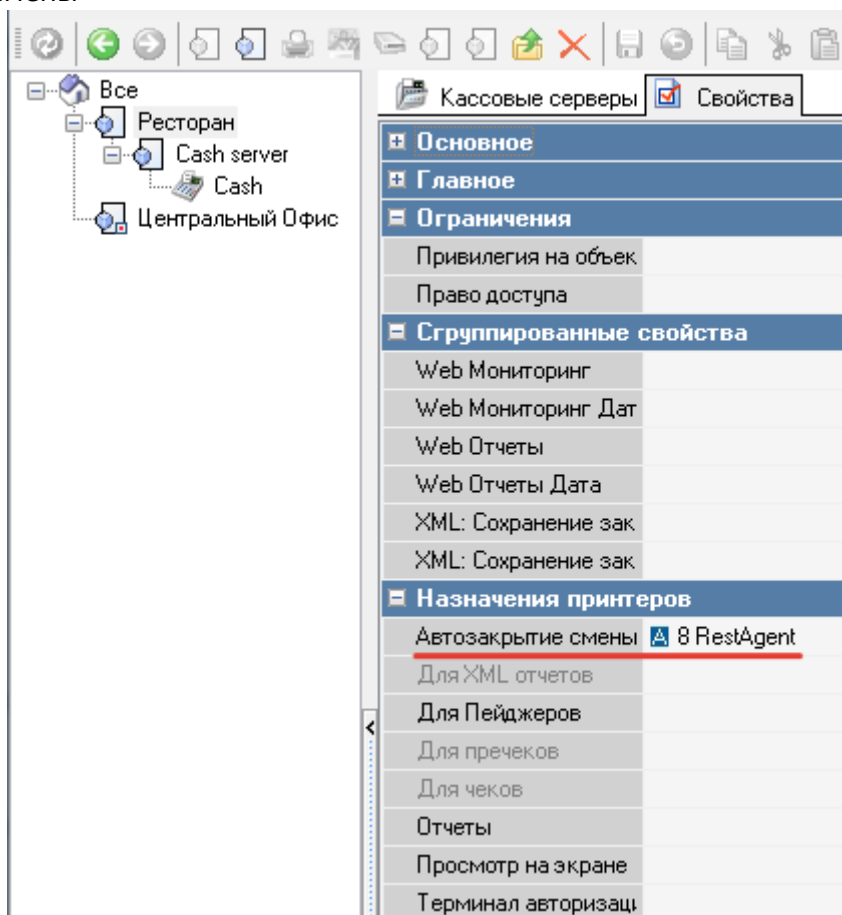 Все
Ресторан
Cash server
Cash
Центральный Офис
Кассовые серверы
Свойства
Основное
Главное
Ограничения
Привилегия на объек
Право доступа
Сгруппированные свойства
Web Мониторинг
Web Мониторинг Дат
Web Отчеты
Web Отчеты Дата
XML: Сохранение зак
XML: Сохранение зак
Назначения принтеров
Автозакрытие смены 8 RestAgent
Для XML отчетов
Для Пейджеров
Для пречеков
Для чеков
Отчеты
Просмотр на экране
Терминал авторизаци